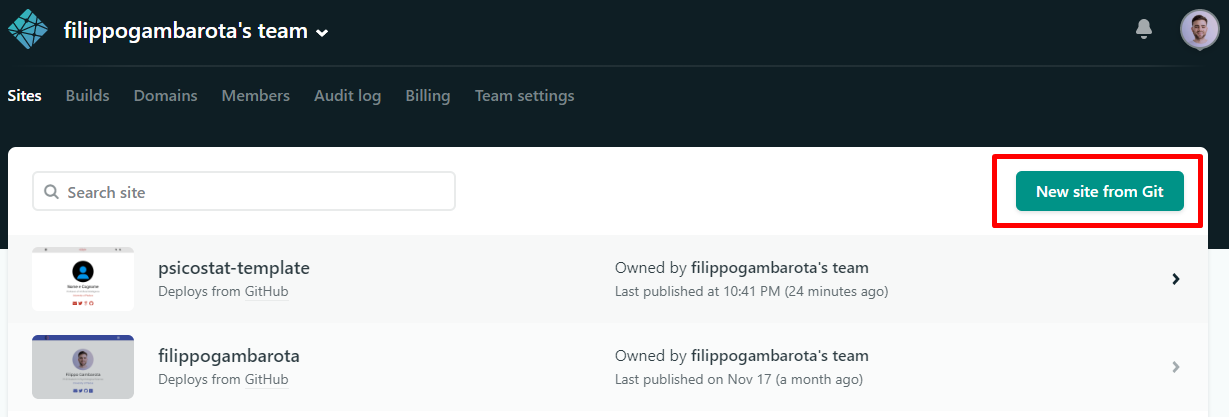 filippogambarota's team
Sites Builds Domains Members Audit log Billing Team settings
Search site
New site from Git
psicostat-template
Deploys from GitHub
Owned by filippogambarota's team
Last published at 10:41 PM (24 minutes ago)
Nome e Cognome
filippogambarota
Deploys from GitHub
Owned by filippogambarota's team
Last published on Nov 17 (a month ago)
Filippo Gambarota